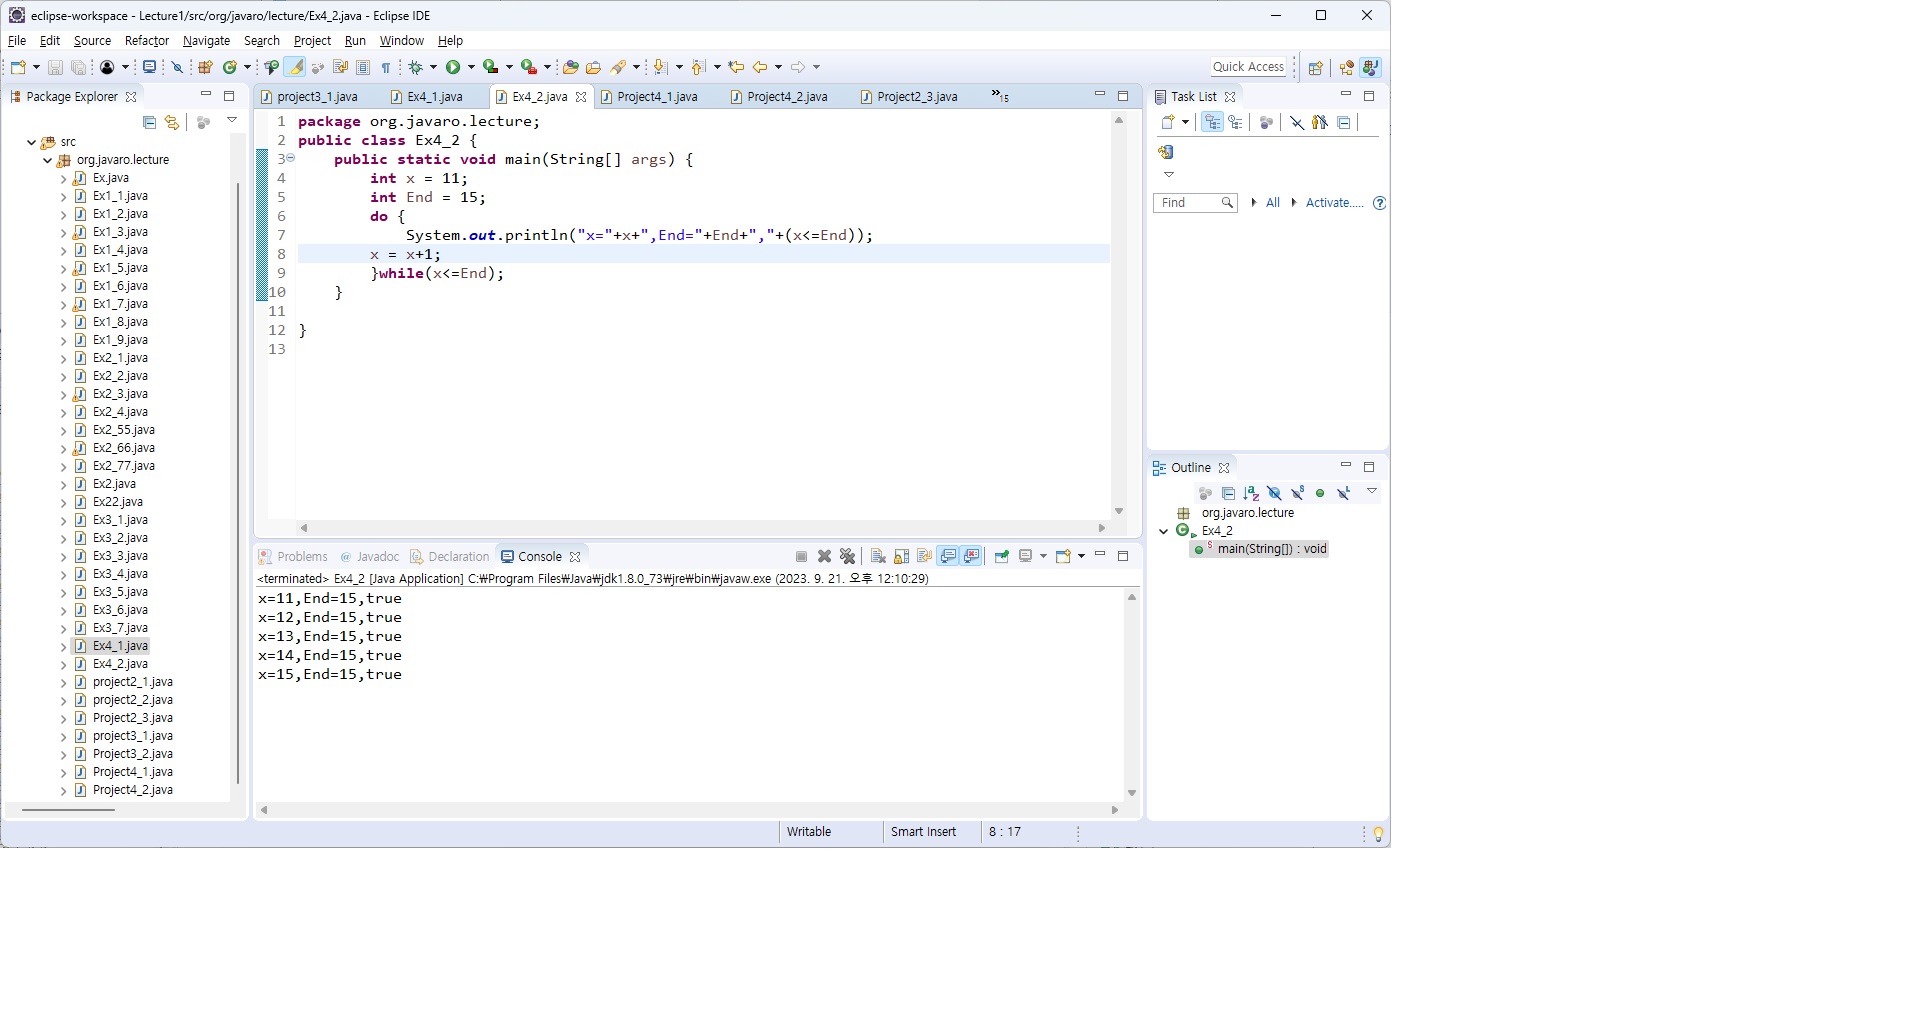 eclipse-workspace - Lecture1/src/org/javaro/lecture/Ex4_2.java - Eclipse IDE
File Edit Source Refactor Navigate Search Project Run Window Help
Quick Access
Package Explorer
src
org.javaro.lecture
Ex.java
Ex1_1.java
Ex1_2.java
Ex1_3.java
Ex1_4.java
Ex1_5.java
Ex1_6.java
Ex1_7.java
Ex1_8.java
Ex1_9.java
Ex2_1.java
Ex2_2.java
Ex2_3.java
Ex2_4.java
Ex2_55.java
Ex2_66.java
Ex2_77.java
Ex2.java
Ex22.java
Ex3_1.java
Ex3_2.java
Ex3_3.java
Ex3_4.java
Ex3_5.java
Ex3_6.java
Ex3_7.java
Ex4_1.java
Ex4_2.java
project2_1.java
project2_2.java
Project2_3.java
project3_1.java
Project3_2.java
Project4_1.java
Project4_2.java
project3_1.java Ex4_1.java Ex4_2.java Project4_1.java Project4_2.java Project2_3.java »15
1 package org.javaro.lecture;
2 public class Ex4_2 {
3 public static void main(String[] args) {
4 int x = 11;
5 int End = 15;
6 do {
7 System.out.println("x="+x+",End="+End+","+(x<=End));
8 x = x+1;
9 }while(x<=End);
10 }
11
12 }
13
Problems @ Javadoc Declaration Console
<terminated> Ex4_2 [Java Application] C:₩Program Files₩Java₩jdk1.8.0_73₩jre₩bin₩javaw.exe (2023. 9. 21. 오후 12:10:29)
x=11,End=15,true
x=12,End=15,true
x=13,End=15,true
x=14,End=15,true
x=15,End=15,true
Task List
Find All Activate.....
Outline
org.javaro.lecture
Ex4_2
main(String[]) : void
Writable Smart Insert 8 : 17